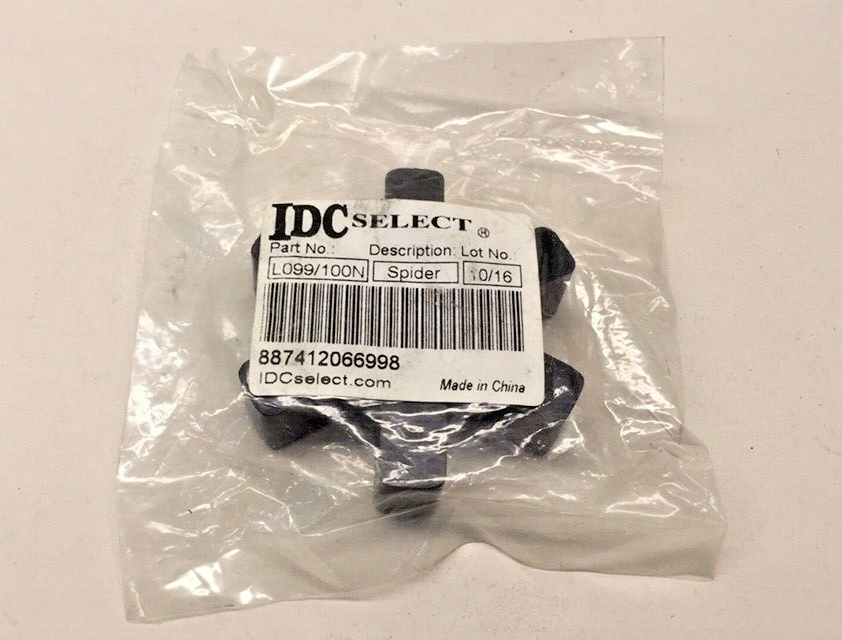 IDC SELECT ®
Part No.: Description: Lot No.:
L099/100N Spider 10/16
887412066998
IDCselect.com Made in China